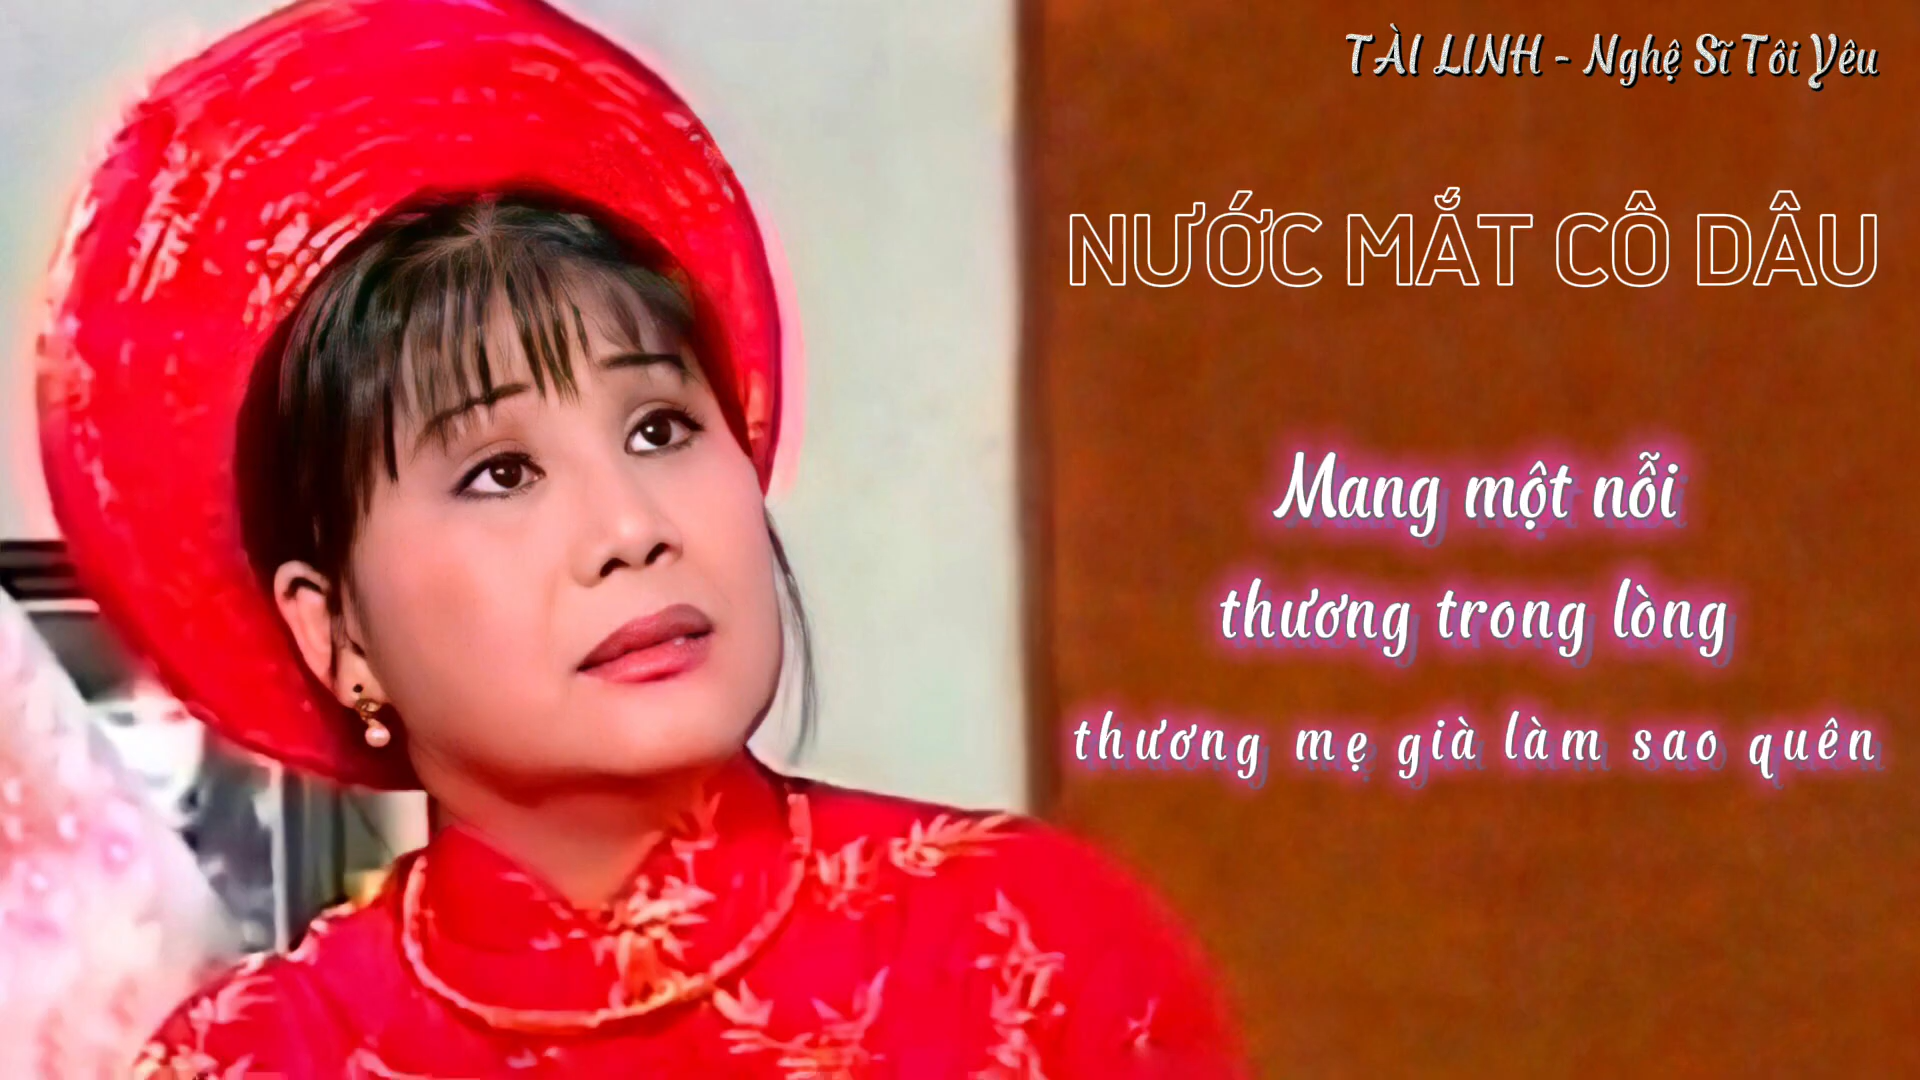 TÀI LINH - Nghệ Sĩ Tôi Yêu
NƯỚC MẮT CÔ DÂU
Mang một nỗi
thương trong lòng
thương mẹ già làm sao quên